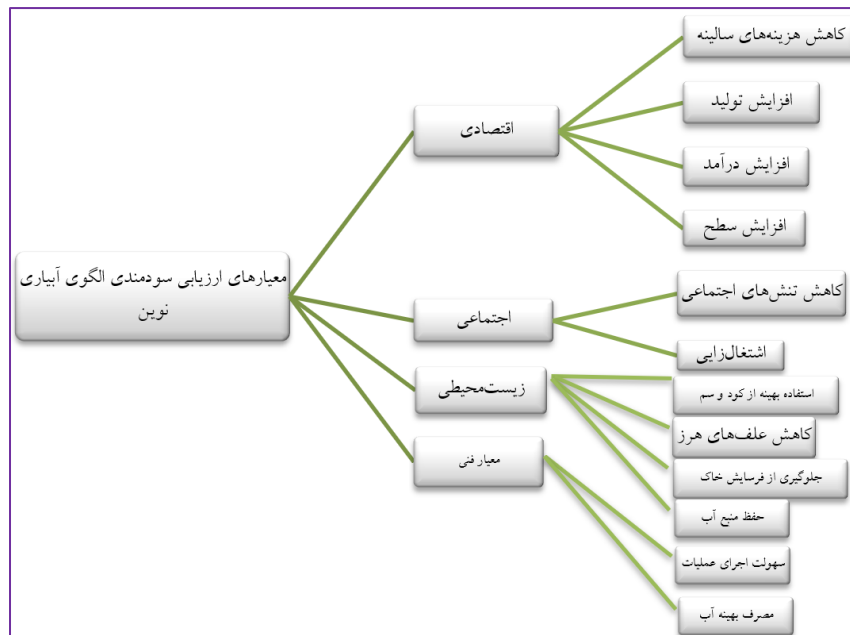 معیارهای ارزیابی سودمندی الگوی آبیاری
نوین
اقتصادی
کاهش هزینه‌های سالینه
افزایش تولید
افزایش درآمد
افزایش سطح
اجتماعی
کاهش تنش‌های اجتماعی
اشتغال‌زایی
زیست‌محیطی
استفاده بهینه از کود و سم
کاهش علف‌های هرز
جلوگیری از فرسایش خاک
حفظ منبع آب
معیار فنی
سهولت اجرای عملیات
مصرف بهینه آب